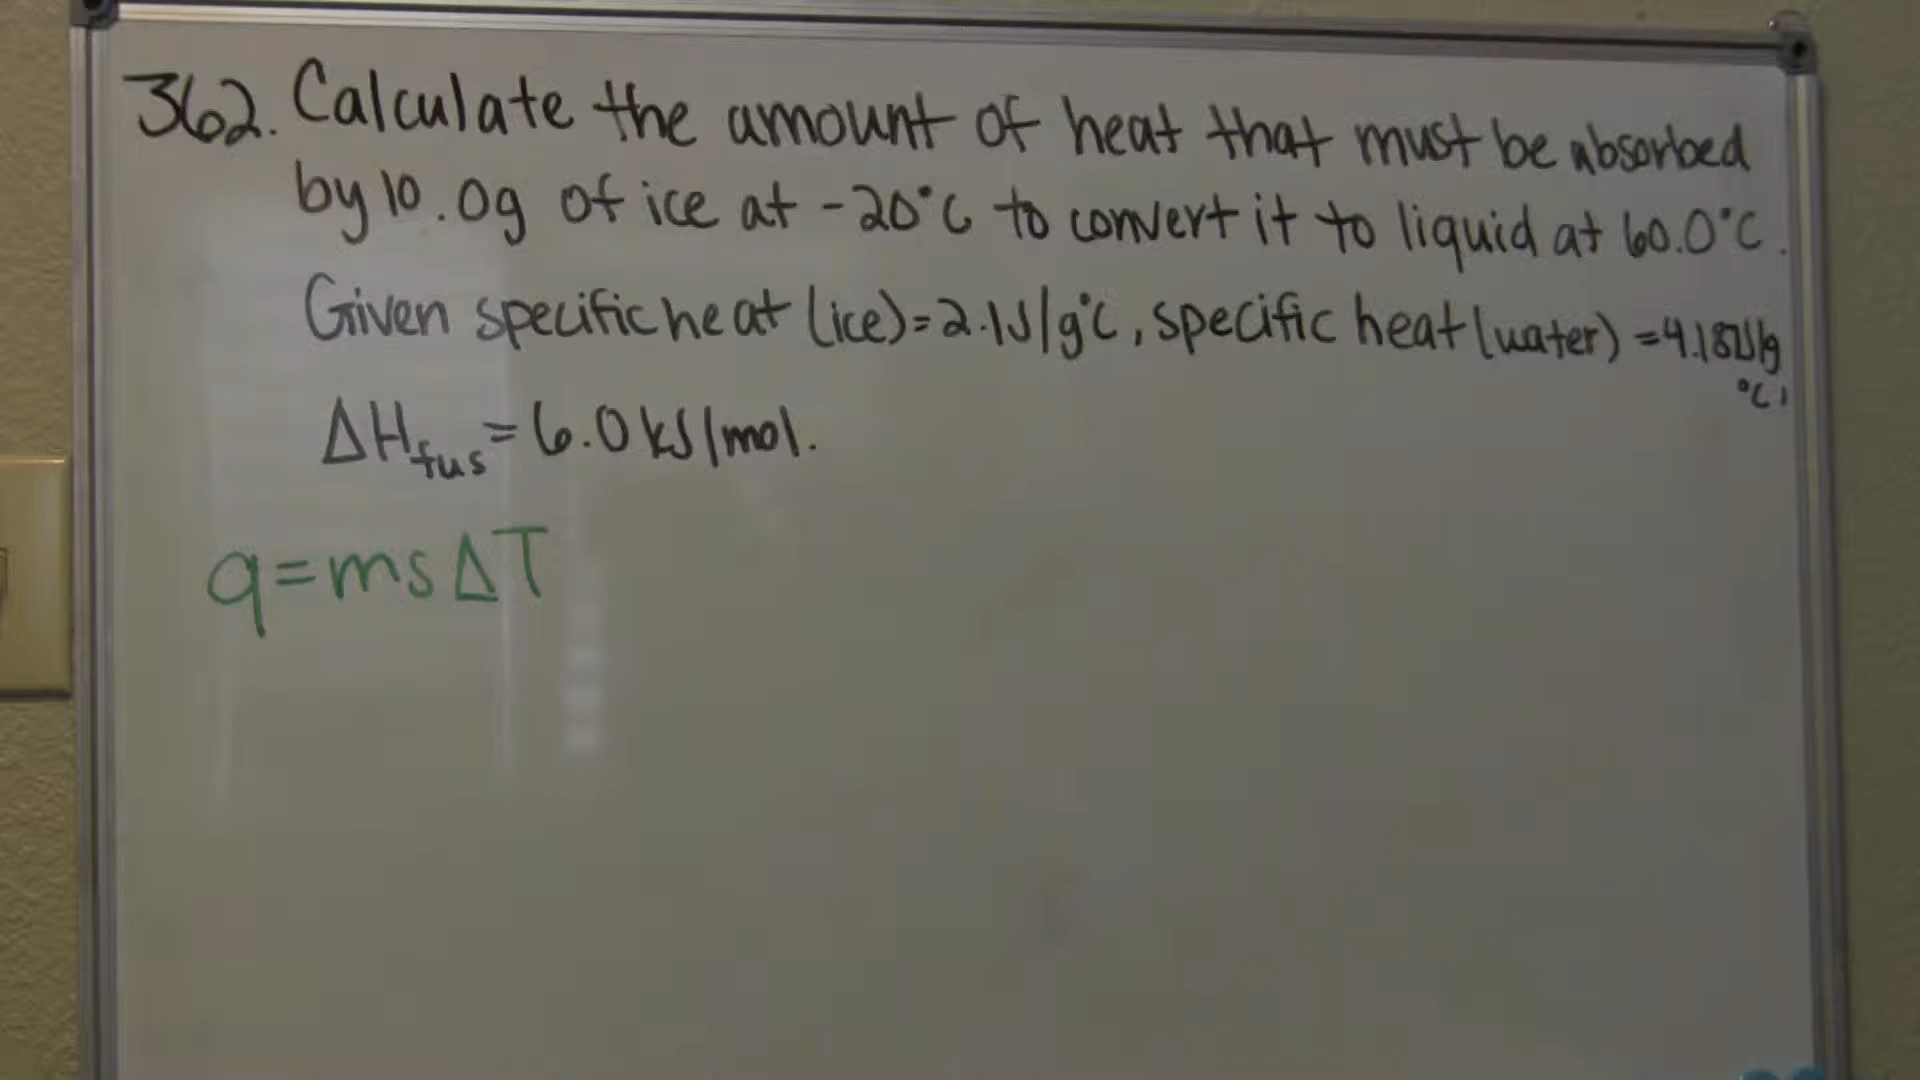 362. Calculate the amount of heat that must be absorbed
by 10.0g of ice at -20°C to convert it to liquid at 60.0°C.
Given specific heat (ice)=2.1J/g°C, specific heat (water) =4.18J/g
°C,
ΔHfus=6.0kJ/mol.
q=msΔT